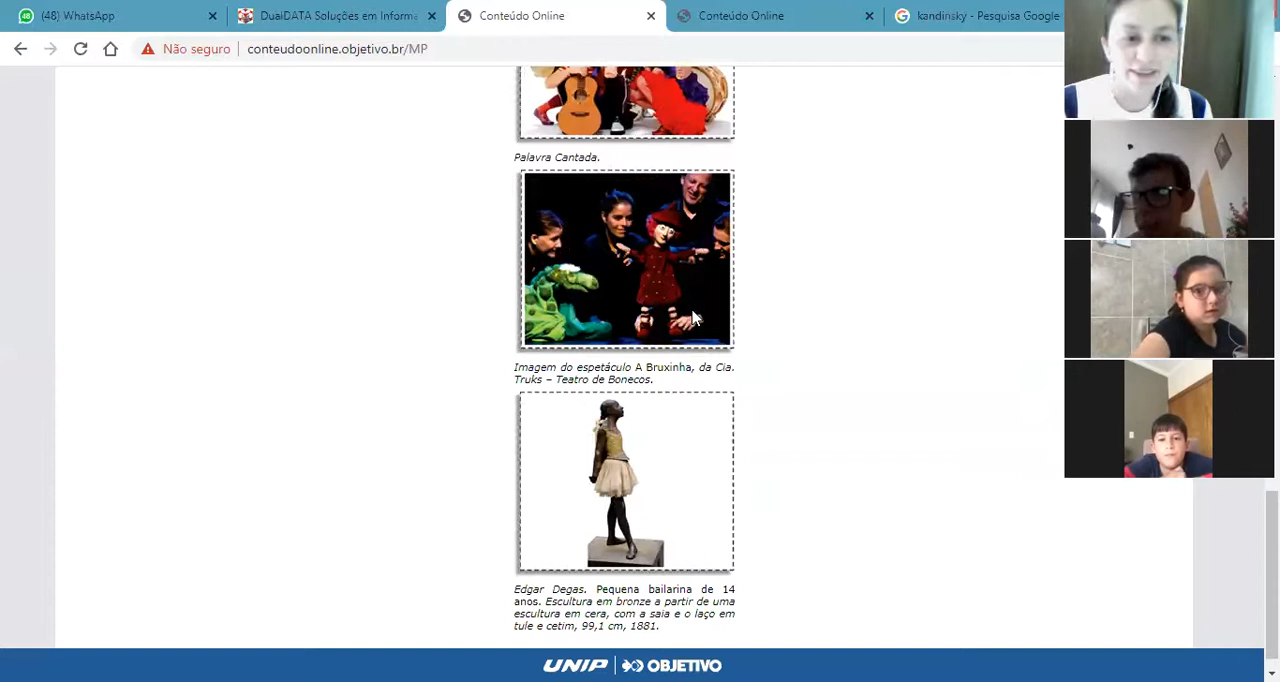 (48) WhatsApp
DualDATA Soluções em Informa
Conteúdo Online
Conteúdo Online
kandinsky - Pesquisa Google
Não seguro | conteudoonline.objetivo.br/MP
Palavra Cantada.
Imagem do espetáculo A Bruxinha, da Cia.
Truks – Teatro de Bonecos.
Edgar Degas. Pequena bailarina de 14
anos. Escultura em bronze a partir de uma
escultura em cera, com a saia e o laço em
tule e cetim, 99,1 cm, 1881.
UNIP OBJETIVO